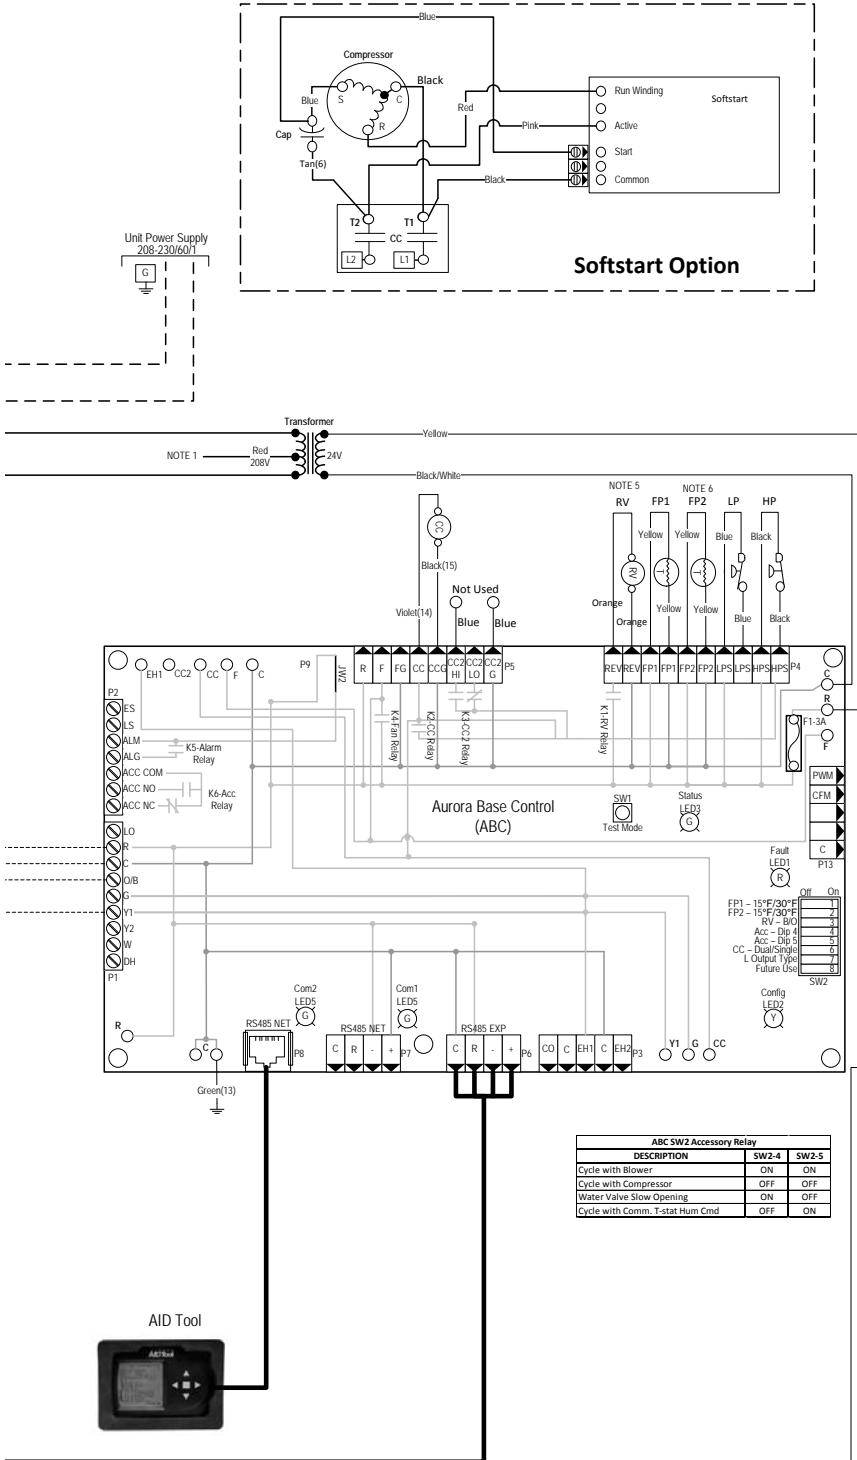 Blue
Compressor
Black
Blue
S
C
R
Red
Cap
Tan(6)
Pink
Black
Run Winding
Softstart
Active
Start
Common
T2
T1
CC
L2
L1
Softstart Option
Unit Power Supply
208-230/60/1
G
Transformer
Yellow
NOTE 1
Red
208V
24V
Black/White
NOTE 5
NOTE 6
RV
FP1
FP2
LP
HP
CC
Yellow
Yellow
Blue
Black
Black(15)
RV
T
T
Not Used
Violet(14)
Blue
Blue
Orange
Orange
Yellow
Yellow
Blue
Black
EH1
CC2
CC
F
C
P9
JW2
R
F
FG
CC
CCG
CC2
HI
CC2
LO
CC2
G
P5
REV
REV
FP1
FP1
FP2
FP2
LPS
LPS
HPS
HPS
P4
C
R
F
F1-3A
P2
ES
LS
ALM
ALG
ACC COM
ACC NO
ACC NC
K5-Alarm
Relay
K6-Acc
Relay
K4-Fan Relay
K2-CC Relay
K3-CC2 Relay
K1-RV Relay
Aurora Base Control
(ABC)
SW1
Test Mode
Status
LED3
G
PWM
CFM
C
P13
Fault
LED1
R
LO
R
C
O/B
G
Y1
Y2
W
DH
P1
Off
On
FP1 – 15°F/30°F
1
FP2 – 15°F/30°F
2
RV – B/O
3
Acc – Dip 4
4
Acc – Dip 5
5
CC – Dual/Single
6
L Output Type
7
Future Use
8
SW2
Config
LED2
Y
Com2
LED5
G
Com1
LED5
G
R
C
RS485 NET
P8
RS485 NET
C
R
-
+
P7
RS485 EXP
C
R
-
+
P6
CO
C
EH1
C
EH2
P3
Y1
G
CC
Green(13)
ABC SW2 Accessory Relay
DESCRIPTION
SW2-4
SW2-5
Cycle with Blower
ON
ON
Cycle with Compressor
OFF
OFF
Water Valve Slow Opening
ON
OFF
Cycle with Comm. T-stat Hum Cmd
OFF
ON
AID Tool